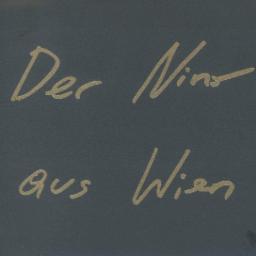 Der Nino
aus Wien